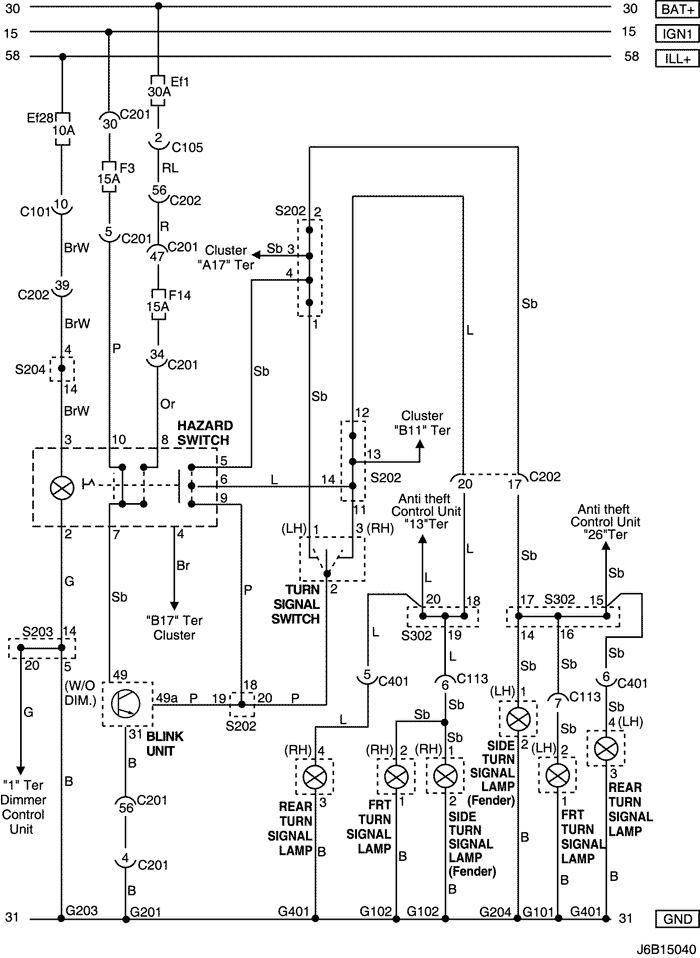 30 30 BAT+
15 15 IGN1
58 58 ILL+
Ef1
30A
Ef28
10A
C201
30
2
C105
F3
15A
RL
56
C202
10
C101
5
C201
R
C201
47
BrW
39
C202
F14
15A
BrW
34
C201
4
S204
14
P
BrW
Or
S202 2
Cluster
"A17" Ter
Sb 3
4
1
Sb
Sb
Sb
L
HAZARD
SWITCH
3 10 8
5
6
9
L
14
12
13
S202
11
Cluster
"B11" Ter
20 17 C202
2 7 4
(LH) 1 3 (RH)
2
TURN
SIGNAL
SWITCH
Anti theft
Control Unit
"13"Ter
Anti theft
Control Unit
"26"Ter
G
Sb
Br
P
L
L
Sb
Sb
"B17" Ter
Cluster
S203 14
20 5
20 18
S302 19
17 S302 15
14 16
L
L
Sb
Sb
Sb
5
C401
6
C113
7
C113
6
C401
(W/O
DIM.)
49
49a P 19
18
20 P
S202
31
BLINK
UNIT
G
L
Sb
Sb
Sb
(LH) 1
2
SIDE
TURN
SIGNAL
LAMP
(Fender)
4 (LH)
3
REAR
TURN
SIGNAL
LAMP
(RH) 4
3
REAR
TURN
SIGNAL
LAMP
(RH) 2
1
FRT
TURN
SIGNAL
LAMP
(RH) 1
2
SIDE
TURN
SIGNAL
LAMP
(Fender)
(LH) 2
1
FRT
TURN
SIGNAL
LAMP
"1" Ter
Dimmer
Control
Unit
B
B
56
C201
4
C201
B
B
B
B
B
B
B
31 G203 G201 G401 G102 G102 G204 G101 G401 31 GND
J6B15040